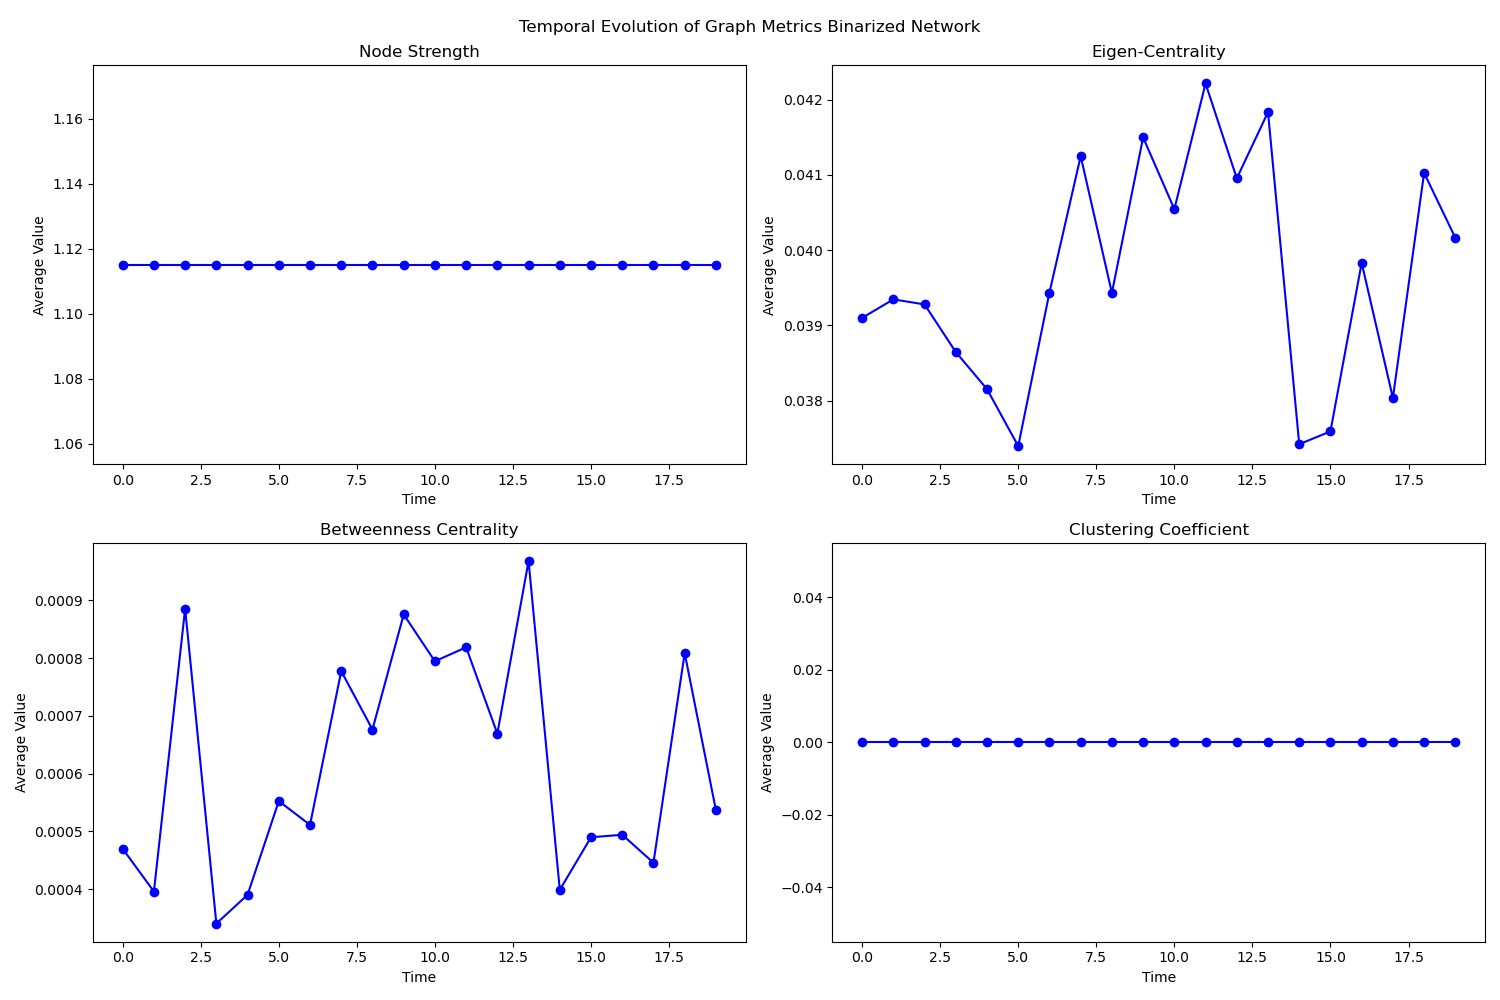 Temporal Evolution of Graph Metrics Binarized Network
Node Strength
Average Value
1.16
1.14
1.12
1.10
1.08
1.06
0.0 2.5 5.0 7.5 10.0 12.5 15.0 17.5
Time
Eigen-Centrality
Average Value
0.042
0.041
0.040
0.039
0.038
0.0 2.5 5.0 7.5 10.0 12.5 15.0 17.5
Time
Betweenness Centrality
Average Value
0.0009
0.0008
0.0007
0.0006
0.0005
0.0004
0.0 2.5 5.0 7.5 10.0 12.5 15.0 17.5
Time
Clustering Coefficient
Average Value
0.04
0.02
0.00
−0.02
−0.04
0.0 2.5 5.0 7.5 10.0 12.5 15.0 17.5
Time